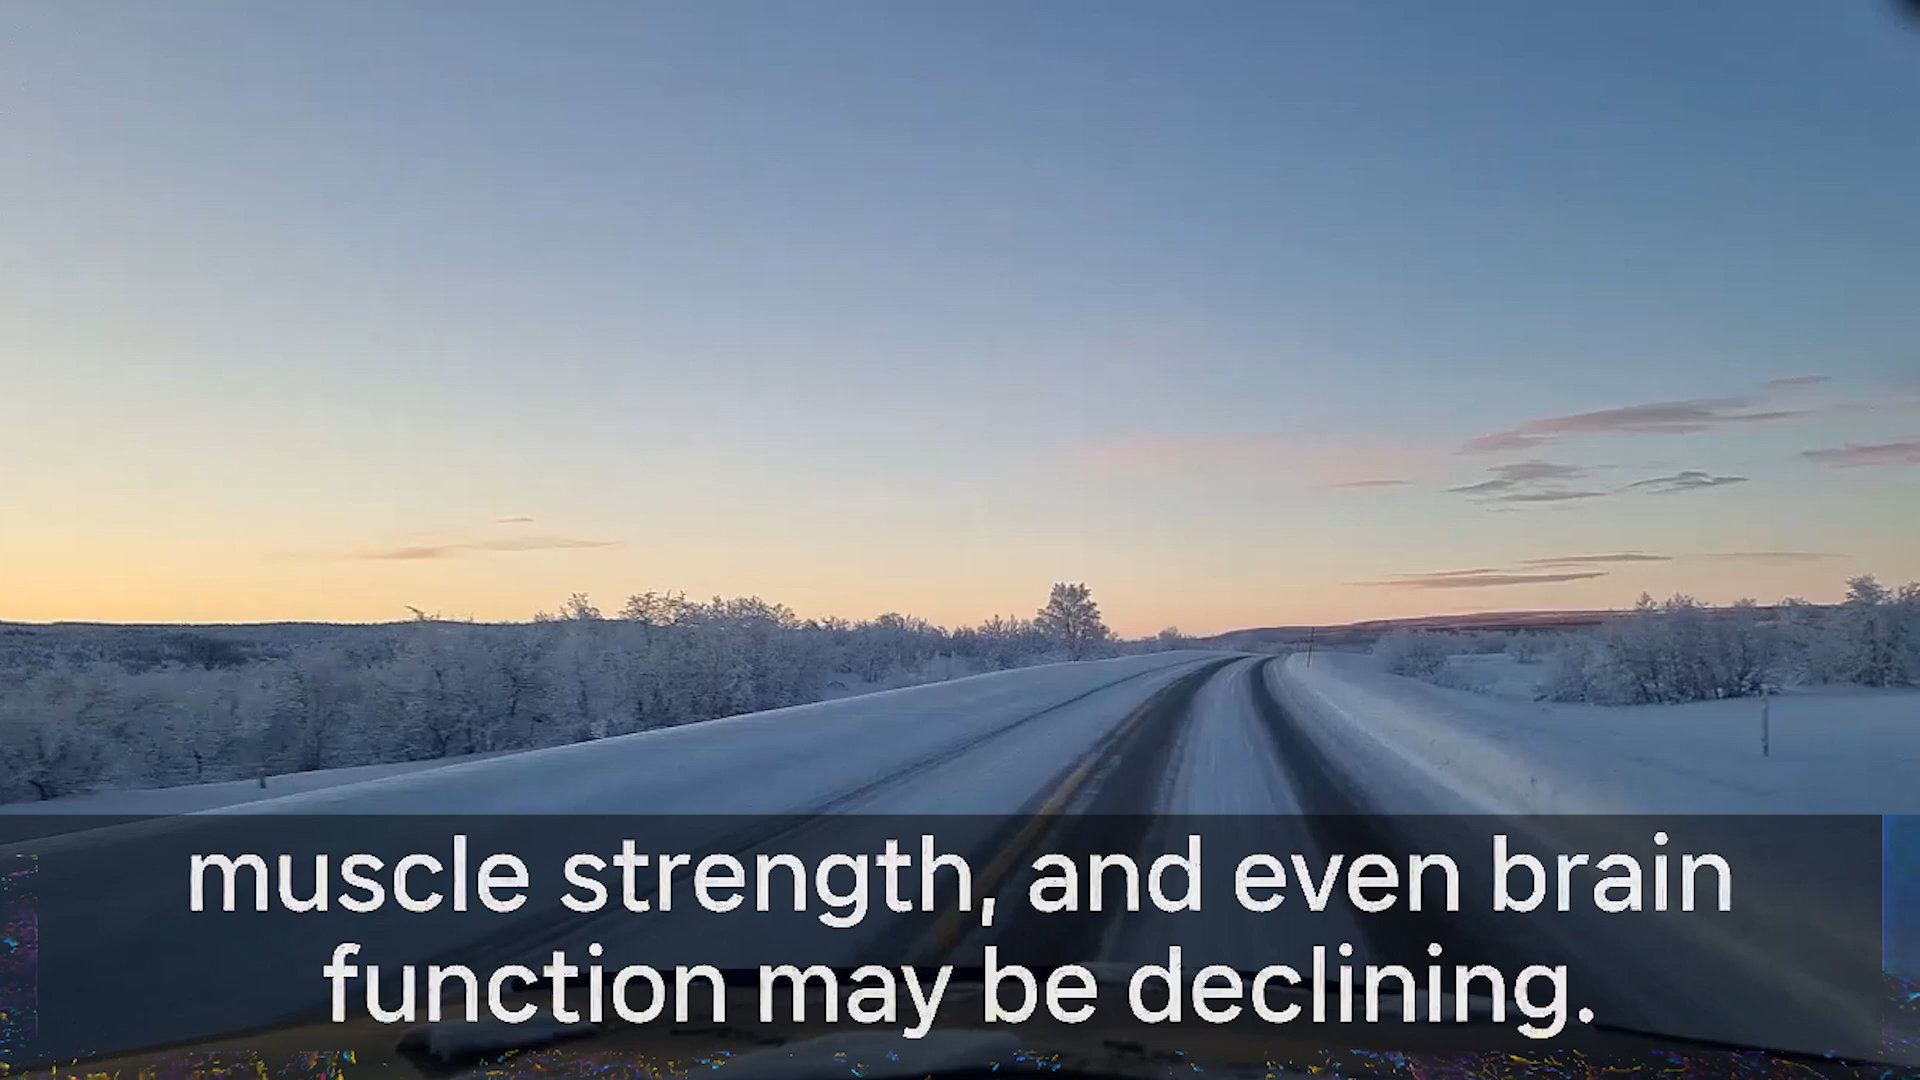 muscle strength, and even brain
function may be declining.